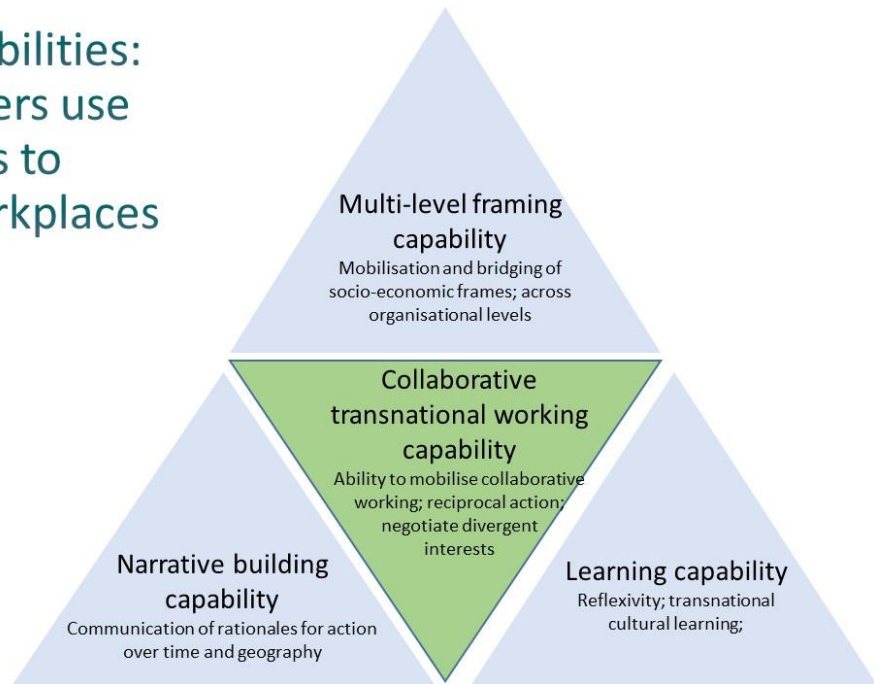 bilities:
ers use
s to
rkplaces
Multi-level framing
capability
Mobilisation and bridging of
socio-economic frames; across
organisational levels
Collaborative
transnational working
capability
Ability to mobilise collaborative
working; reciprocal action;
negotiate divergent
interests
Narrative building
capability
Communication of rationales for action
over time and geography
Learning capability
Reflexivity; transnational
cultural learning;